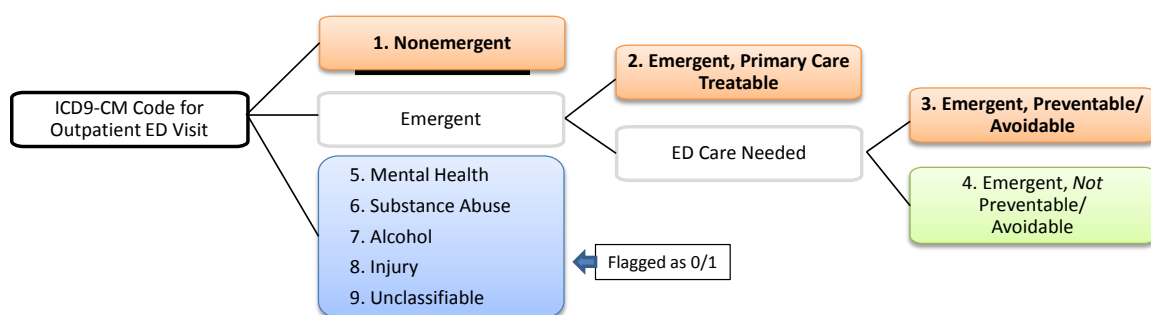 ICD9-CM Code for
Outpatient ED Visit
1. Nonemergent
Emergent
5. Mental Health
6. Substance Abuse
7. Alcohol
8. Injury
9. Unclassifiable
Flagged as 0/1
2. Emergent, Primary Care
Treatable
ED Care Needed
3. Emergent, Preventable/
Avoidable
4. Emergent, Not
Preventable/
Avoidable